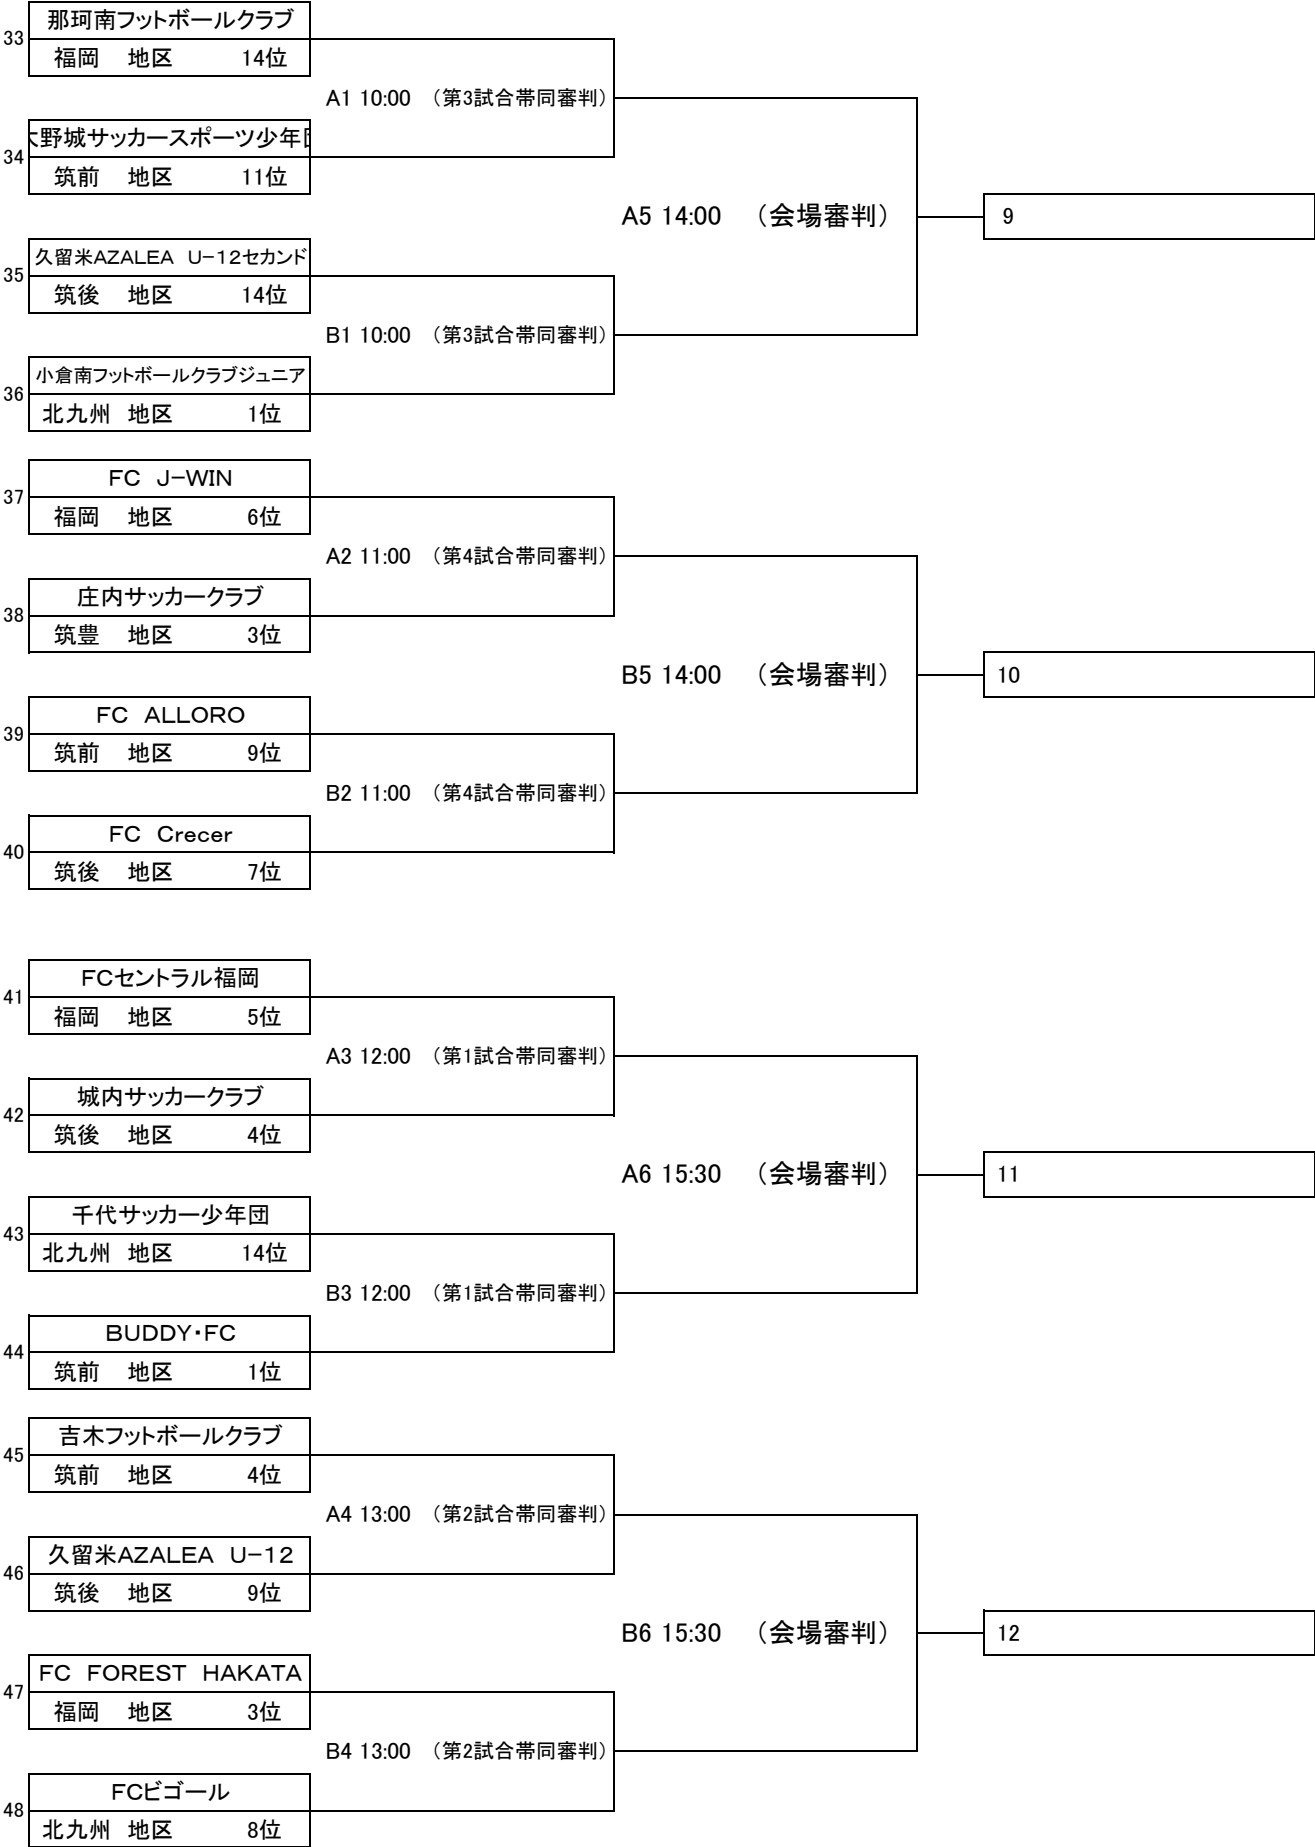 那珂南フットボールクラブ
33
福岡 地区 14位
A1 10:00 （第3試合帯同審判）
野城サッカースポーツ少年
34
筑前 地区 11位
A5 14:00 （会場審判）
9
久留米AZALEA U-12セカンド
35
筑後 地区 14位
B1 10:00 （第3試合帯同審判）
小倉南フットボールクラブジュニア
36
北九州 地区 1位
FC J-WIN
37
福岡 地区 6位
A2 11:00 （第4試合帯同審判）
庄内サッカークラブ
38
筑豊 地区 3位
B5 14:00 （会場審判）
10
FC ALLORO
39
筑前 地区 9位
B2 11:00 （第4試合帯同審判）
FC Crecer
40
筑後 地区 7位
FCセントラル福岡
41
福岡 地区 5位
A3 12:00 （第1試合帯同審判）
城内サッカークラブ
42
筑後 地区 4位
A6 15:30 （会場審判）
11
千代サッカー少年団
43
北九州 地区 14位
B3 12:00 （第1試合帯同審判）
BUDDY・FC
44
筑前 地区 1位
吉木フットボールクラブ
45
筑前 地区 4位
A4 13:00 （第2試合帯同審判）
久留米AZALEA U-12
46
筑後 地区 9位
B6 15:30 （会場審判）
12
FC FOREST HAKATA
47
福岡 地区 3位
B4 13:00 （第2試合帯同審判）
FCビゴール
48
北九州 地区 8位